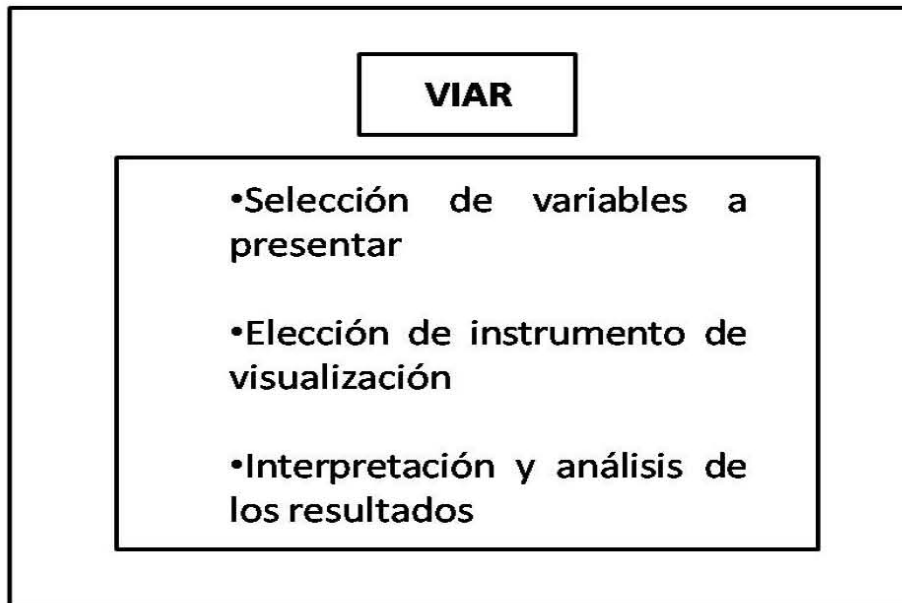 VIAR
•Selección de variables a
presentar
•Elección de instrumento de
visualización
•Interpretación y análisis de
los resultados